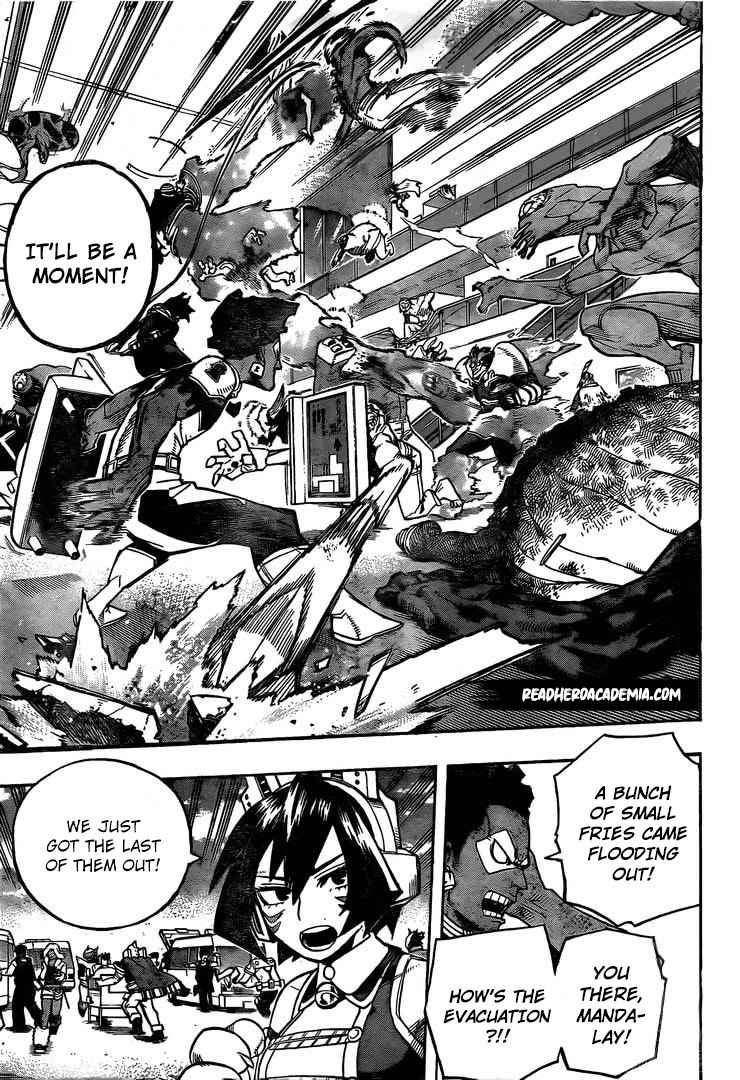 IT'LL BE A
MOMENT!
READHEROACADEMIA.COM
A BUNCH
OF SMALL
FRIES CAME
FLOODING
OUT!
YOU
THERE,
MANDA-
LAY!
HOW'S THE
EVACUATION
?!!
WE JUST
GOT THE LAST
OF THEM OUT!